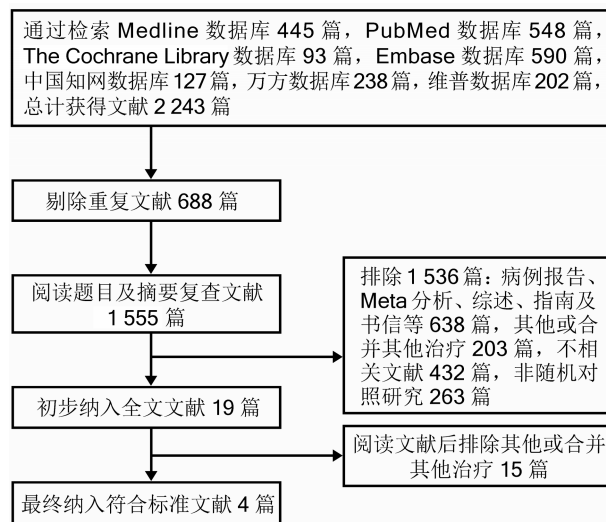 通过检索 Medline 数据库 445 篇，PubMed 数据库 548 篇，
The Cochrane Library 数据库 93 篇，Embase 数据库 590 篇，
中国知网数据库 127 篇，万方数据库 238 篇，维普数据库 202 篇，
总计获得文献 2 243 篇
剔除重复文献 688 篇
阅读题目及摘要复查文献
1 555 篇
排除 1 536 篇：病例报告、
Meta 分析、综述、指南及
书信等 638 篇，其他或合
并其他治疗 203 篇，不相
关文献 432 篇，非随机对
照研究 263 篇
初步纳入全文文献 19 篇
阅读文献后排除其他或合并
其他治疗 15 篇
最终纳入符合标准文献 4 篇